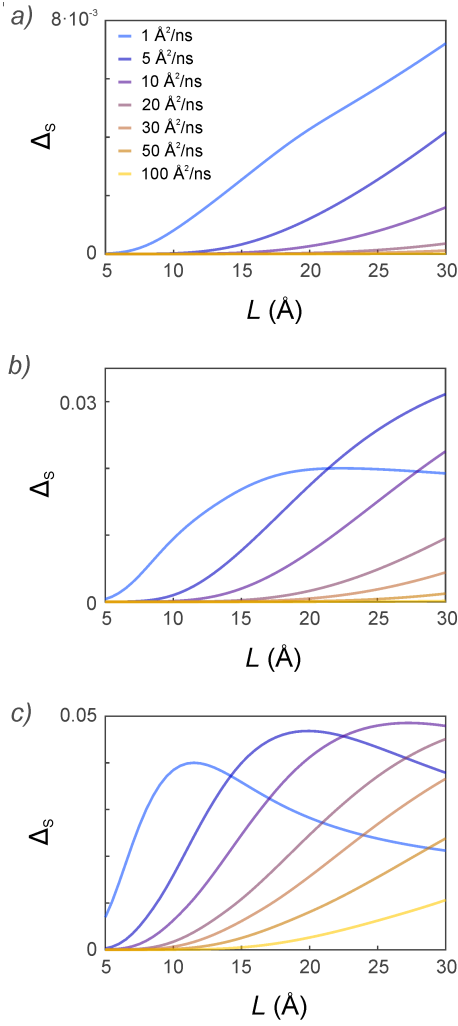 a)
8·10⁻³
1 Å²/ns
5 Å²/ns
10 Å²/ns
20 Å²/ns
30 Å²/ns
50 Å²/ns
100 Å²/ns
Δs
0
5 10 15 20 25 30
L (Å)
b)
0.03
Δs
0
5 10 15 20 25 30
L (Å)
c)
0.05
Δs
0
5 10 15 20 25 30
L (Å)